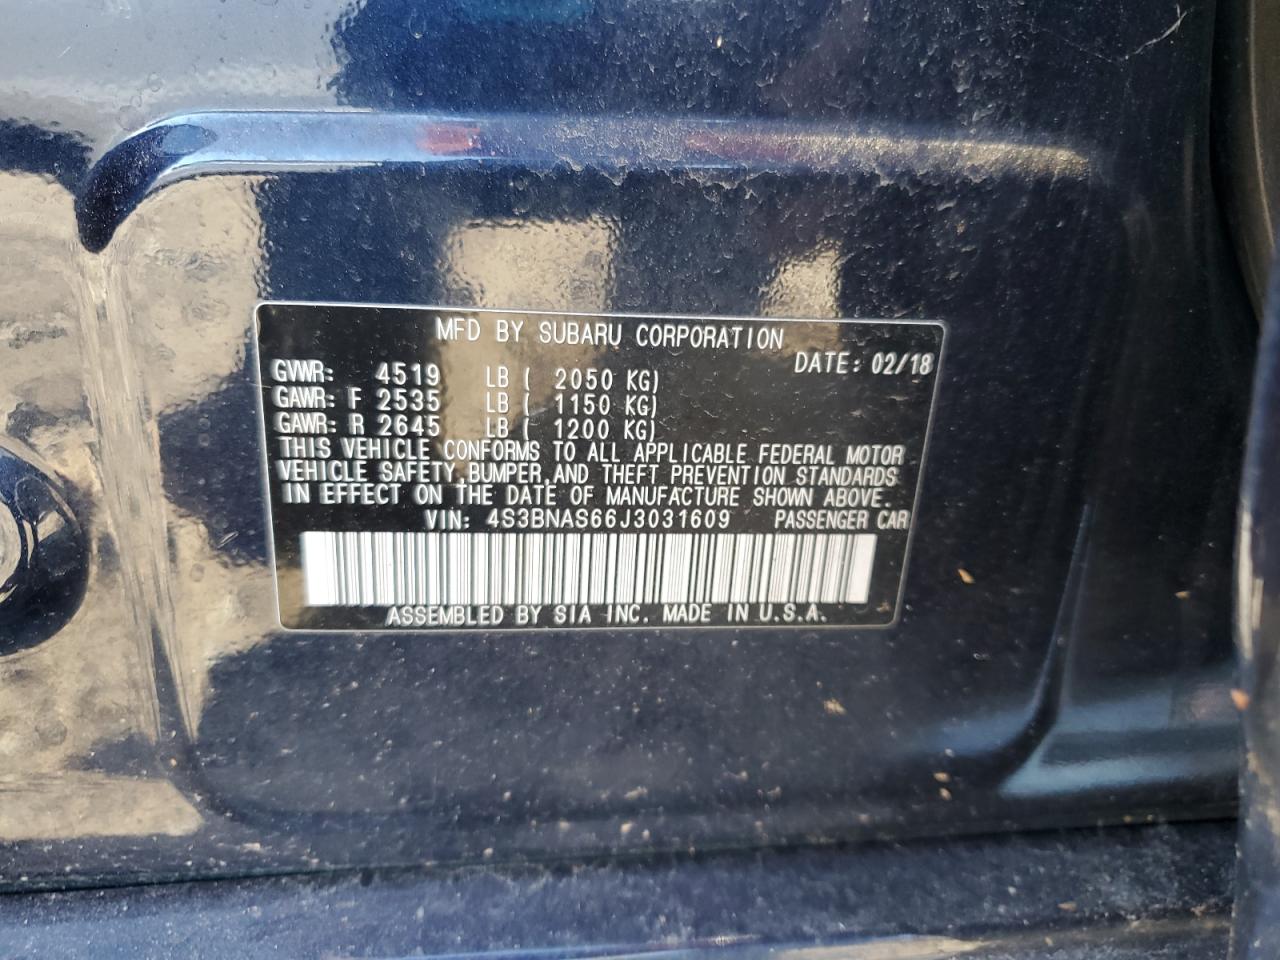 MFD BY SUBARU CORPORATION
DATE: 02/18
GVWR: 4519 LB ( 2050 KG)
GAWR: F 2535 LB ( 1150 KG)
GAWR: R 2645 LB ( 1200 KG)
THIS VEHICLE CONFORMS TO ALL APPLICABLE FEDERAL MOTOR
VEHICLE SAFETY,BUMPER,AND THEFT PREVENTION STANDARDS
IN EFFECT ON THE DATE OF MANUFACTURE SHOWN ABOVE.
VIN: 4S3BNAS66J3031609 PASSENGER CAR
ASSEMBLED BY SIA INC. MADE IN U.S.A.